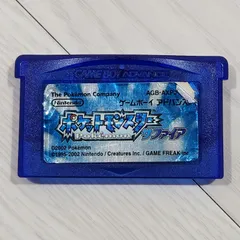 GAME BOY ADVANCE
The Pokémon Company
AGB-AXPJ
Nintendo
ゲームボーイアドバンス
ポケットモンスター
サファイア
©2002 Pokémon
©1995-2002 Nintendo / Creatures inc. / GAME FREAK inc.